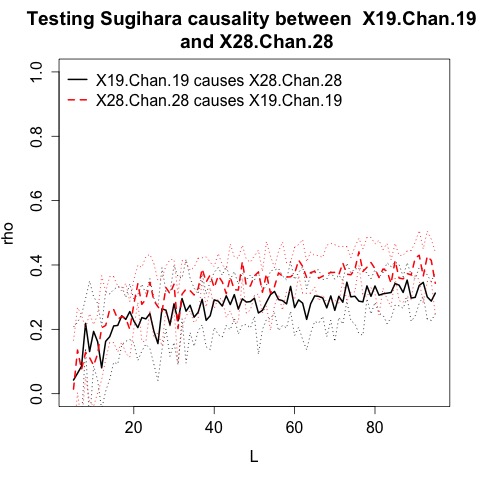 Testing Sugihara causality between  X19.Chan.19
and X28.Chan.28
X19.Chan.19 causes X28.Chan.28
X28.Chan.28 causes X19.Chan.19
rho
1.0
0.8
0.6
0.4
0.2
0.0
20 40 60 80
L